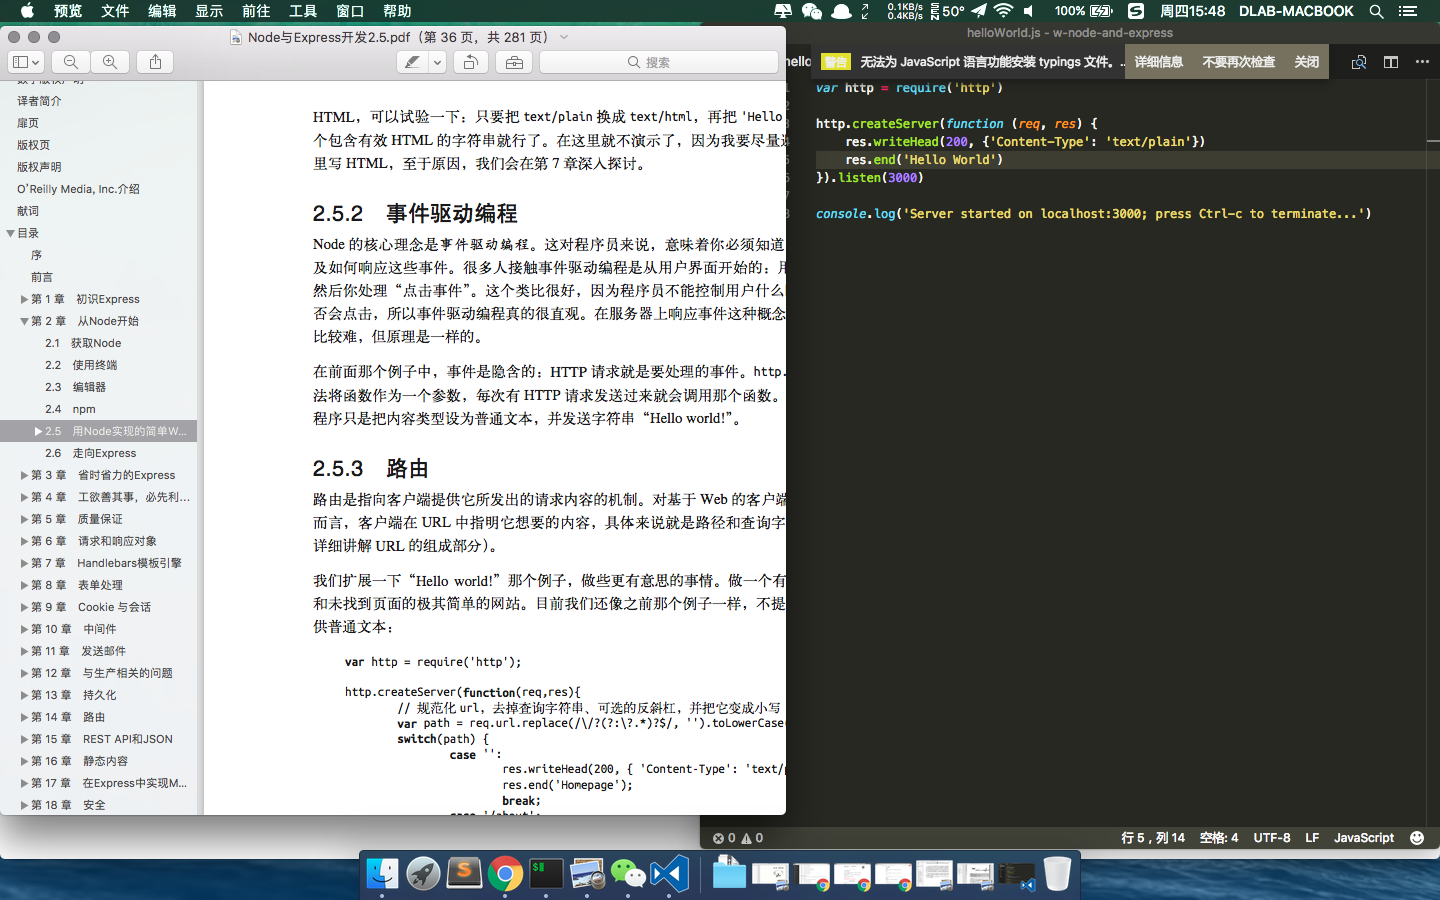 预览 文件 编辑 显示 前往 工具 窗口 帮助
0.1KB/s
0.4KB/s
50° 100% 周四15:48 DLAB-MACBOOK
Node与Express开发2.5.pdf（第 36 页，共 281 页）
搜索
译者简介
扉页
版权页
版权声明
O'Reilly Media, Inc.介绍
献词
目录
序
前言
第 1 章 初识Express
第 2 章 从Node开始
2.1 获取Node
2.2 使用终端
2.3 编辑器
2.4 npm
2.5 用Node实现的简单W...
2.6 走向Express
第 3 章 省时省力的Express
第 4 章 工欲善其事，必先利...
第 5 章 质量保证
第 6 章 请求和响应对象
第 7 章 Handlebars模板引擎
第 8 章 表单处理
第 9 章 Cookie 与会话
第 10 章 中间件
第 11 章 发送邮件
第 12 章 与生产相关的问题
第 13 章 持久化
第 14 章 路由
第 15 章 REST API和JSON
第 16 章 静态内容
第 17 章 在Express中实现M...
第 18 章 安全
HTML，可以试验一下：只要把 text/plain 换成 text/html，再把 'Hello
个包含有效 HTML 的字符串就行了。在这里就不演示了，因为我要尽量
里写 HTML，至于原因，我们会在第 7 章深入探讨。
2.5.2 事件驱动编程
Node 的核心理念是事件驱动编程。这对程序员来说，意味着你必须知道
及如何响应这些事件。很多人接触事件驱动编程是从用户界面开始的：用
然后你处理“点击事件”。这个类比很好，因为程序员不能控制用户什么
否会点击，所以事件驱动编程真的很直观。在服务器上响应事件这种概念
比较难，但原理是一样的。
在前面那个例子中，事件是隐含的：HTTP 请求就是要处理的事件。http.
法将函数作为一个参数，每次有 HTTP 请求发送过来就会调用那个函数。
程序只是把内容类型设为普通文本，并发送字符串“Hello world!”。
2.5.3 路由
路由是指向客户端提供它所发出的请求内容的机制。对基于 Web 的客户端
而言，客户端在 URL 中指明它想要的内容，具体来说就是路径和查询字
详细讲解 URL 的组成部分）。
我们扩展一下“Hello world!”那个例子，做些更有意思的事情。做一个有
和未找到页面的极其简单的网站。目前我们还像之前那个例子一样，不提
供普通文本：
var http = require('http');
http.createServer(function(req,res){
// 规范化 url，去掉查询字符串、可选的反斜杠，并把它变成小写
var path = req.url.replace(/\/?(?:\?.*)?$/, '').toLowerCase(
switch(path) {
case '':
res.writeHead(200, { 'Content-Type': 'text/p
res.end('Homepage');
break;
case '/about':
helloWorld.js - w-node-and-express
hello
警告 无法为 JavaScript 语言功能安装 typings 文件。... 详细信息 不要再次检查 关闭
var http = require('http')
http.createServer(function (req, res) {
res.writeHead(200, {'Content-Type': 'text/plain'})
res.end('Hello World')
}).listen(3000)
console.log('Server started on localhost:3000; press Ctrl-c to terminate...')
0 0 行 5，列 14 空格: 4 UTF-8 LF JavaScript